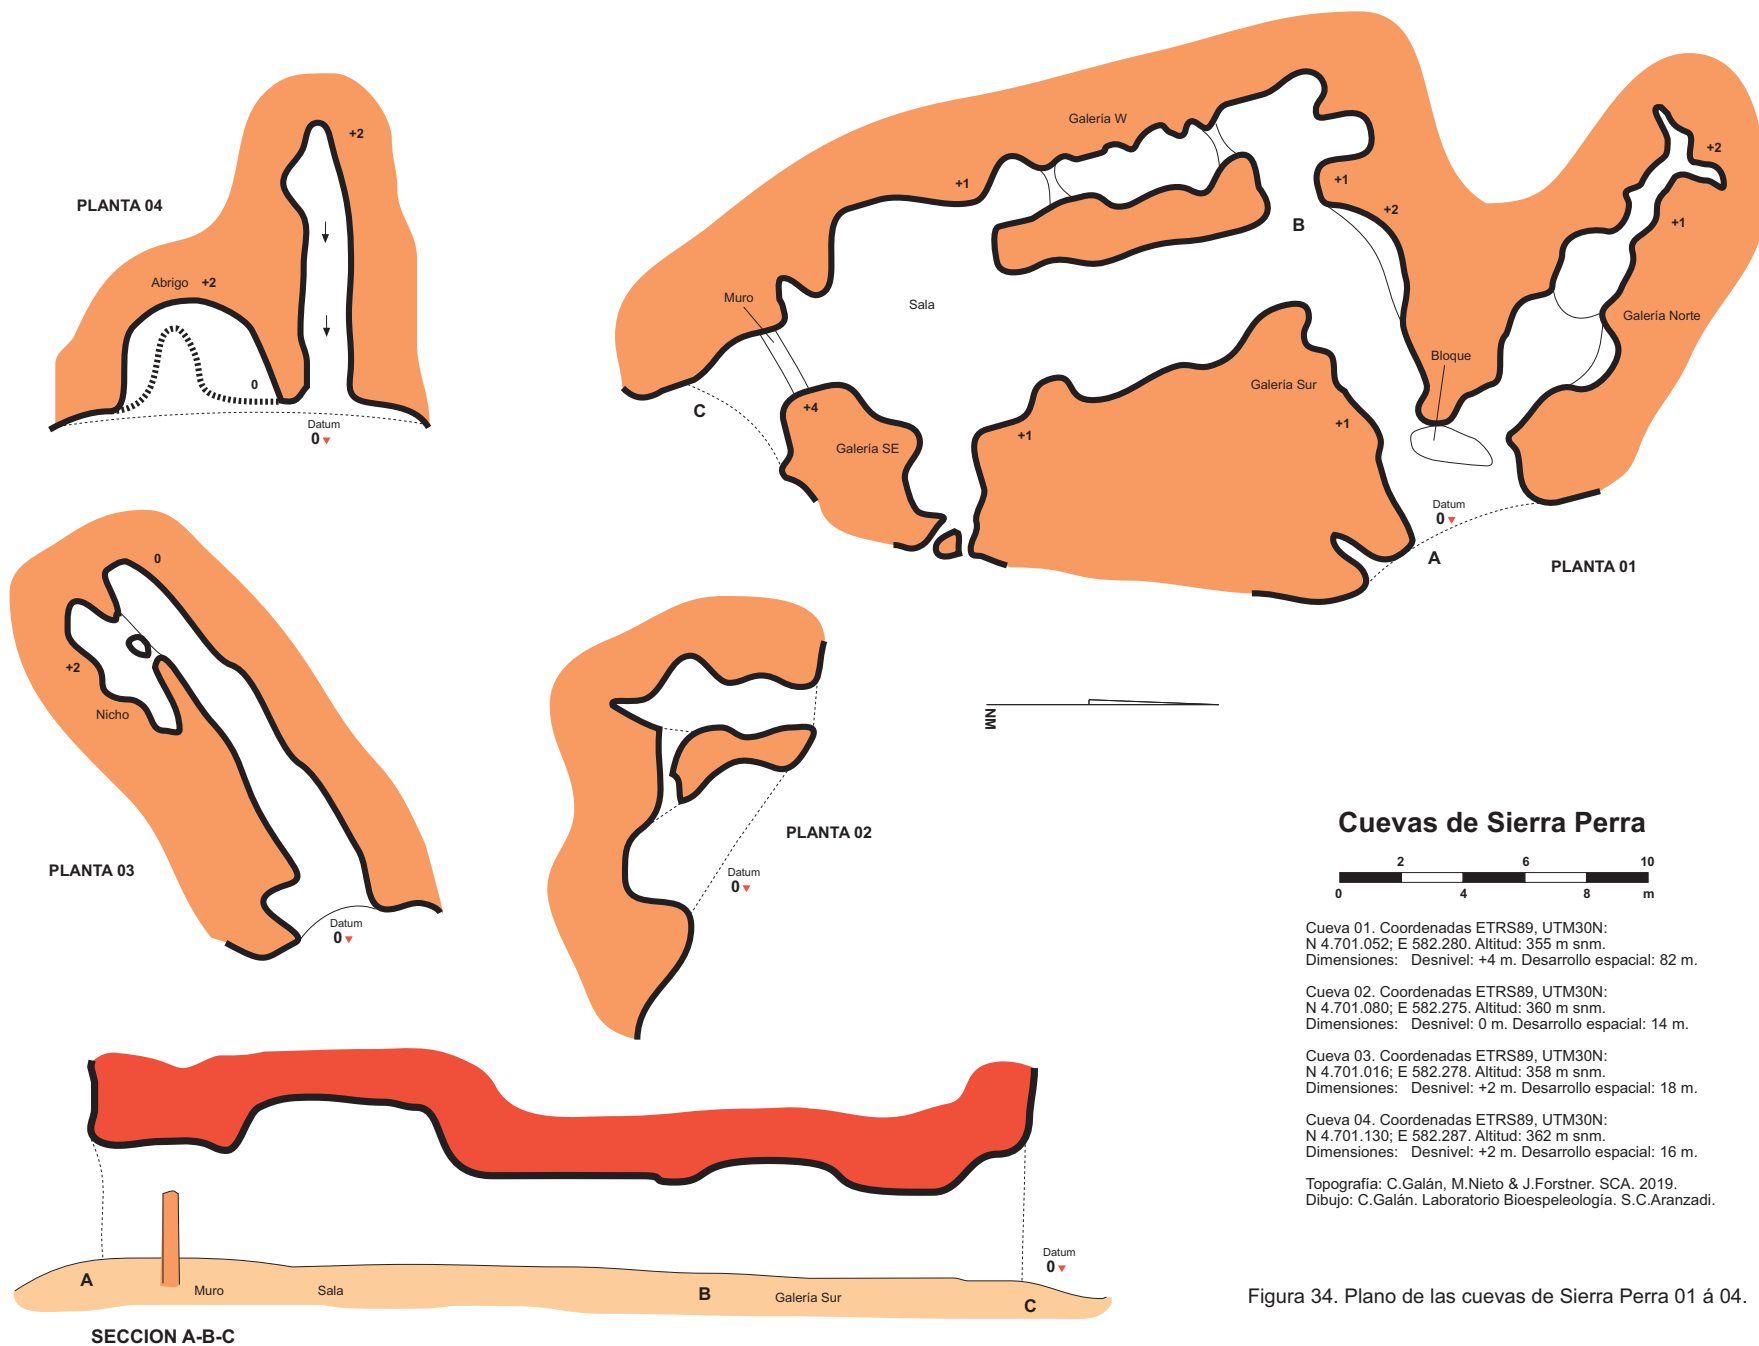 +2
PLANTA 04
Abrigo +2
0
Datum
0
Galería W
+1
+1
+2
B
Sala
Muro
C
+4
Galería SE
+1
Galería Sur
+1
Bloque
Galería Norte
+2
+1
Datum
0
A
PLANTA 01
0
+2
Nicho
PLANTA 03
Datum
0
PLANTA 02
Datum
0
NM
Cuevas de Sierra Perra
2 6 10
0 4 8 m
Cueva 01. Coordenadas ETRS89, UTM30N:
N 4.701.052; E 582.280. Altitud: 355 m snm.
Dimensiones: Desnivel: +4 m. Desarrollo espacial: 82 m.
Cueva 02. Coordenadas ETRS89, UTM30N:
N 4.701.080; E 582.275. Altitud: 360 m snm.
Dimensiones: Desnivel: 0 m. Desarrollo espacial: 14 m.
Cueva 03. Coordenadas ETRS89, UTM30N:
N 4.701.016; E 582.278. Altitud: 358 m snm.
Dimensiones: Desnivel: +2 m. Desarrollo espacial: 18 m.
Cueva 04. Coordenadas ETRS89, UTM30N:
N 4.701.130; E 582.287. Altitud: 362 m snm.
Dimensiones: Desnivel: +2 m. Desarrollo espacial: 16 m.
Topografía: C.Galán, M.Nieto & J.Forstner. SCA. 2019.
Dibujo: C.Galán. Laboratorio Bioespeleología. S.C.Aranzadi.
A
Muro
Sala
B
Galería Sur
C
Datum
0
SECCION A-B-C
Figura 34. Plano de las cuevas de Sierra Perra 01 á 04.